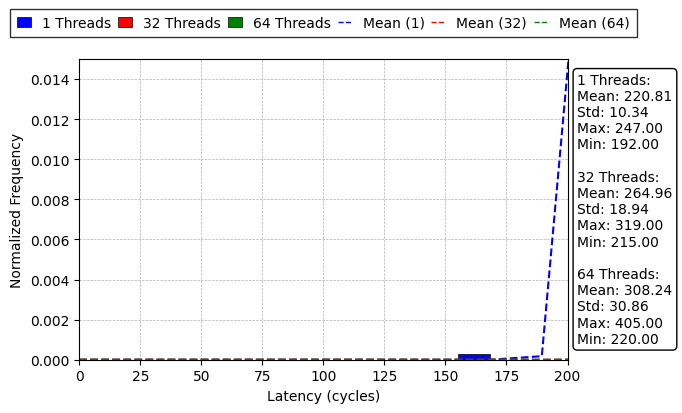 1 Threads 32 Threads 64 Threads Mean (1) Mean (32) Mean (64)
0.014
0.012
0.010
0.008
0.006
0.004
0.002
0.000
Normalized Frequency
0 25 50 75 100 125 150 175 200
Latency (cycles)
1 Threads:
Mean: 220.81
Std: 10.34
Max: 247.00
Min: 192.00
32 Threads:
Mean: 264.96
Std: 18.94
Max: 319.00
Min: 215.00
64 Threads:
Mean: 308.24
Std: 30.86
Max: 405.00
Min: 220.00